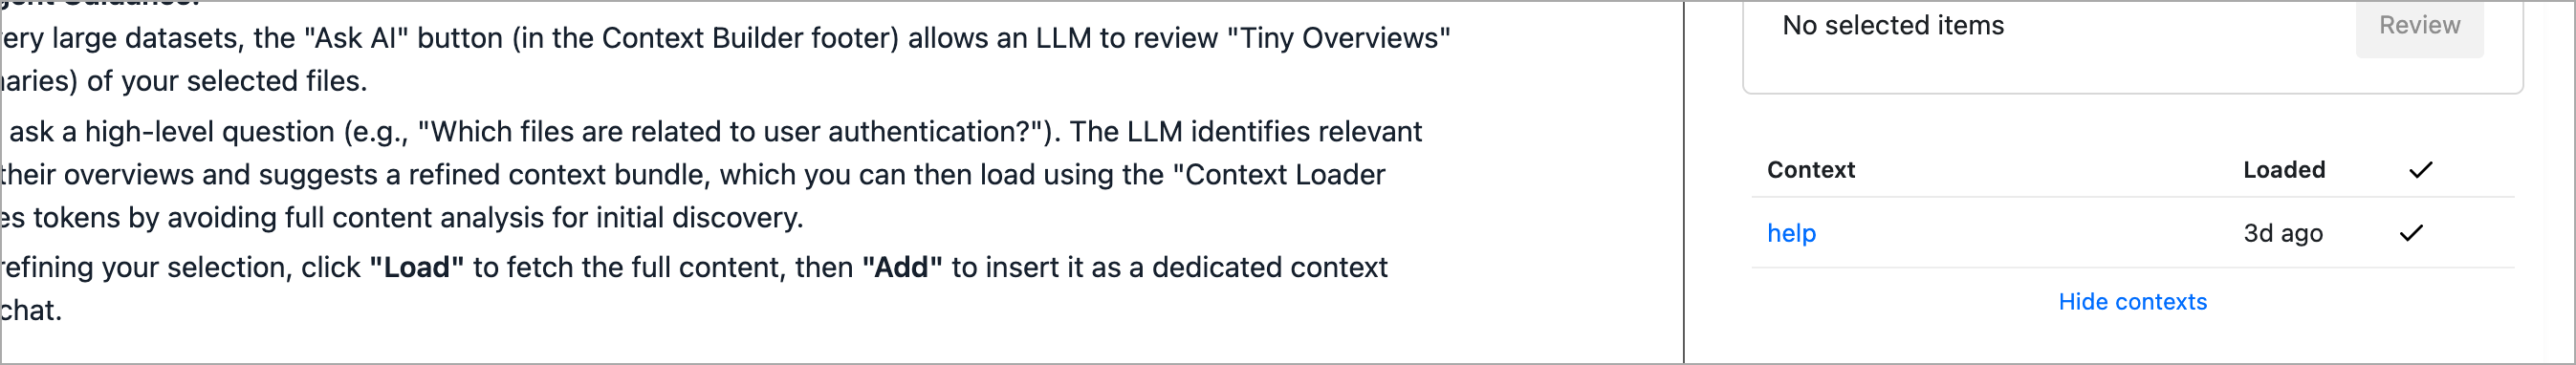 ery large datasets, the "Ask AI" button (in the Context Builder footer) allows an LLM to review "Tiny Overviews"
aries) of your selected files.
ask a high-level question (e.g., "Which files are related to user authentication?"). The LLM identifies relevant
their overviews and suggests a refined context bundle, which you can then load using the "Context Loader
es tokens by avoiding full content analysis for initial discovery.
refining your selection, click "Load" to fetch the full content, then "Add" to insert it as a dedicated context
chat.
No selected items
Review
Context Loaded ✓
help 3d ago ✓
Hide contexts